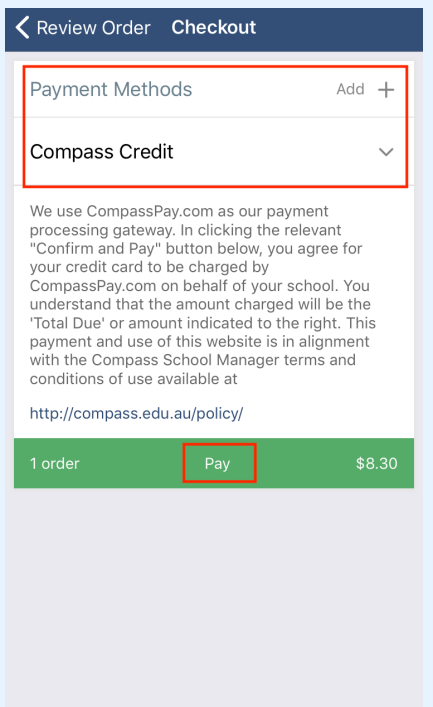 Review Order Checkout
Payment Methods Add +
Compass Credit
We use CompassPay.com as our payment
processing gateway. In clicking the relevant
"Confirm and Pay" button below, you agree for
your credit card to be charged by
CompassPay.com on behalf of your school. You
understand that the amount charged will be the
'Total Due' or amount indicated to the right. This
payment and use of this website is in alignment
with the Compass School Manager terms and
conditions of use available at
http://compass.edu.au/policy/
1 order Pay $8.30